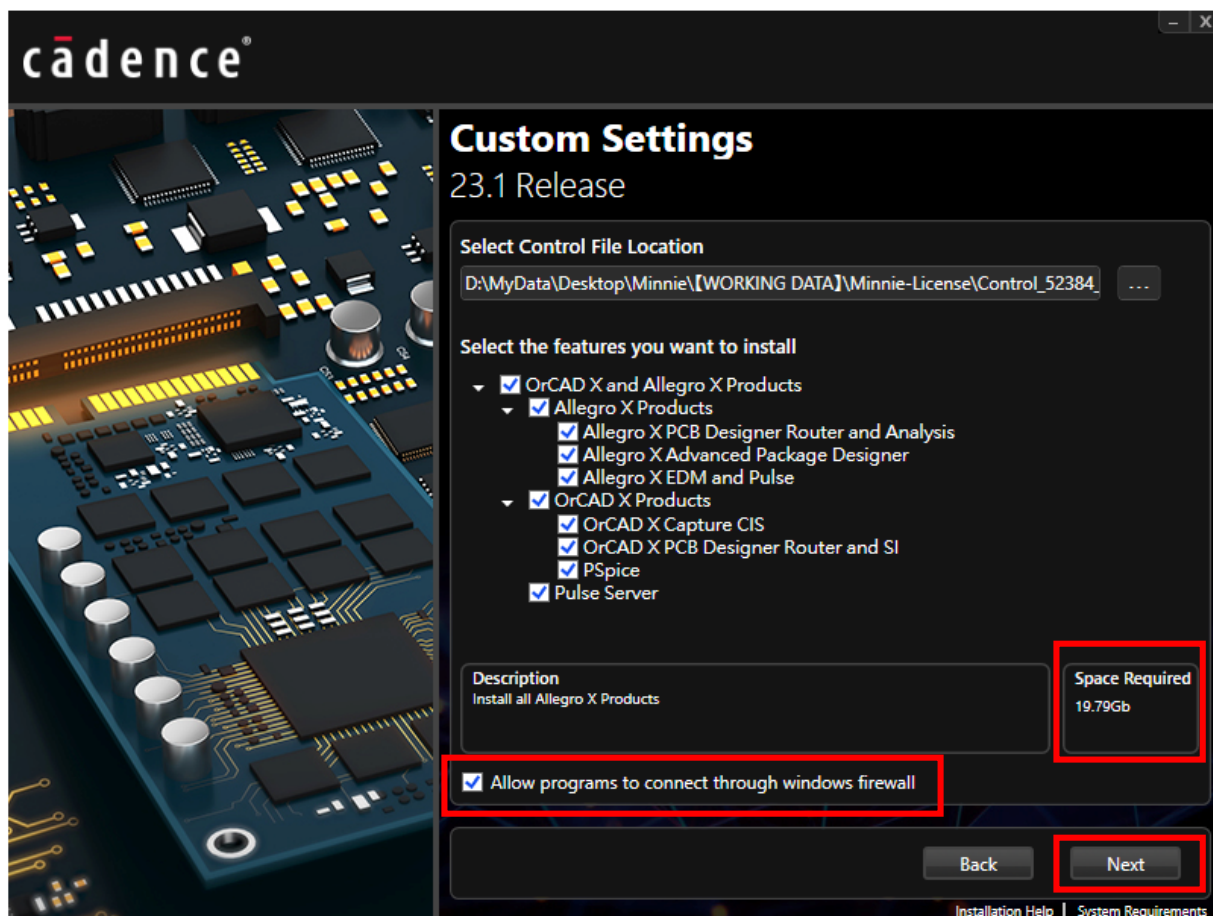 cādence®
Custom Settings
23.1 Release
Select Control File Location
D:\MyData\Desktop\Minnie\【WORKING DATA】\Minnie-License\Control_52384_
...
Select the features you want to install
OrCAD X and Allegro X Products
Allegro X Products
Allegro X PCB Designer Router and Analysis
Allegro X Advanced Package Designer
Allegro X EDM and Pulse
OrCAD X Products
OrCAD X Capture CIS
OrCAD X PCB Designer Router and SI
PSpice
Pulse Server
Description
Install all Allegro X Products
Space Required
19.79Gb
Allow programs to connect through windows firewall
Back
Next
Installation Help | System Requirements